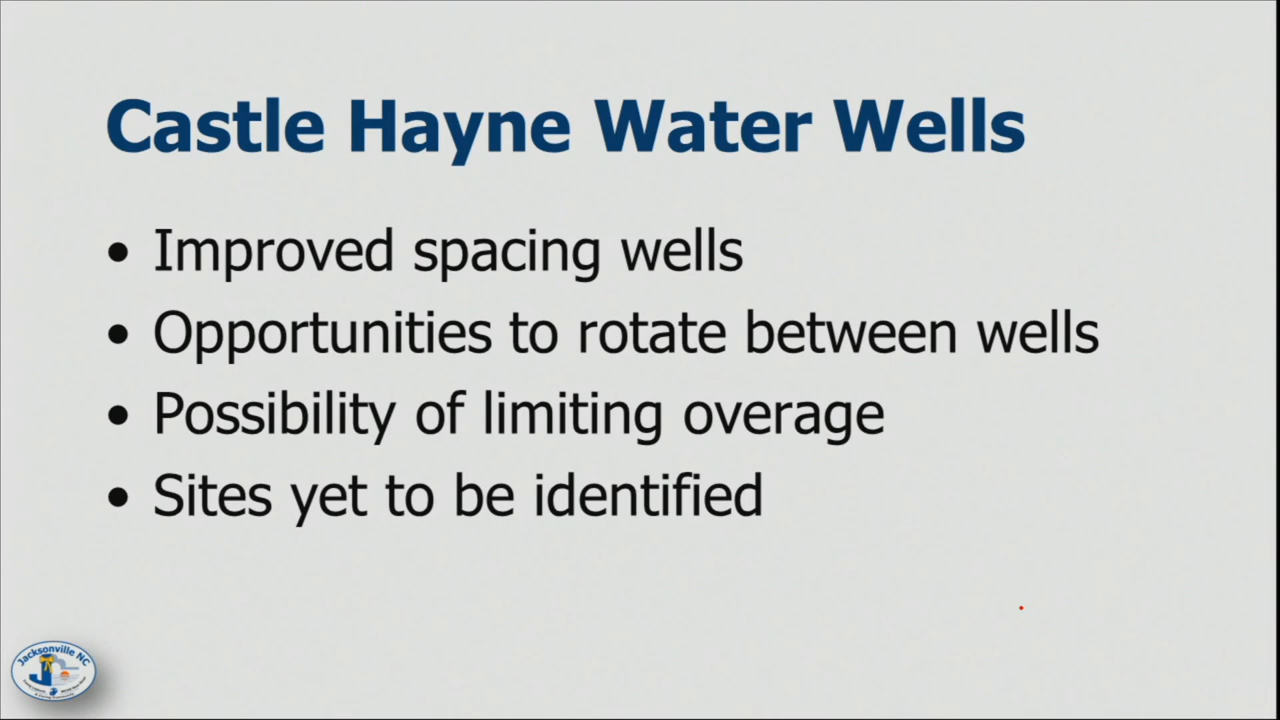 Castle Hayne Water Wells
• Improved spacing wells
• Opportunities to rotate between wells
• Possibility of limiting overage
• Sites yet to be identified
Jacksonville NC